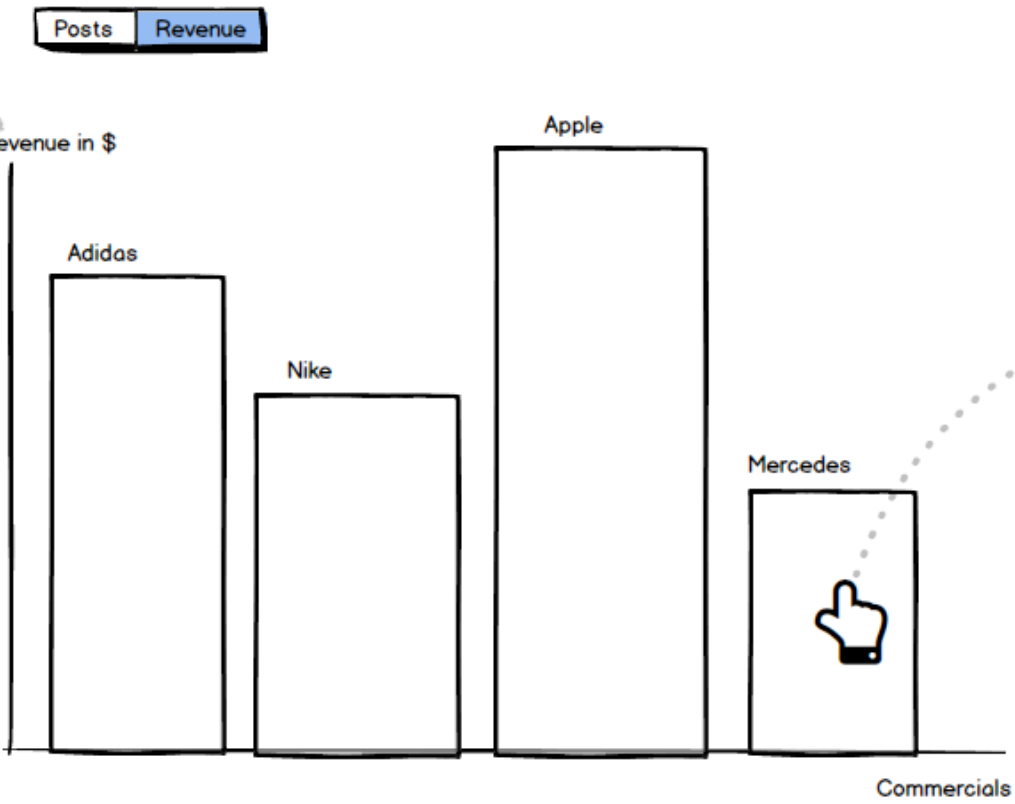 Posts Revenue
Apple
evenue in $
Adidas
Nike
Mercedes
Commercials